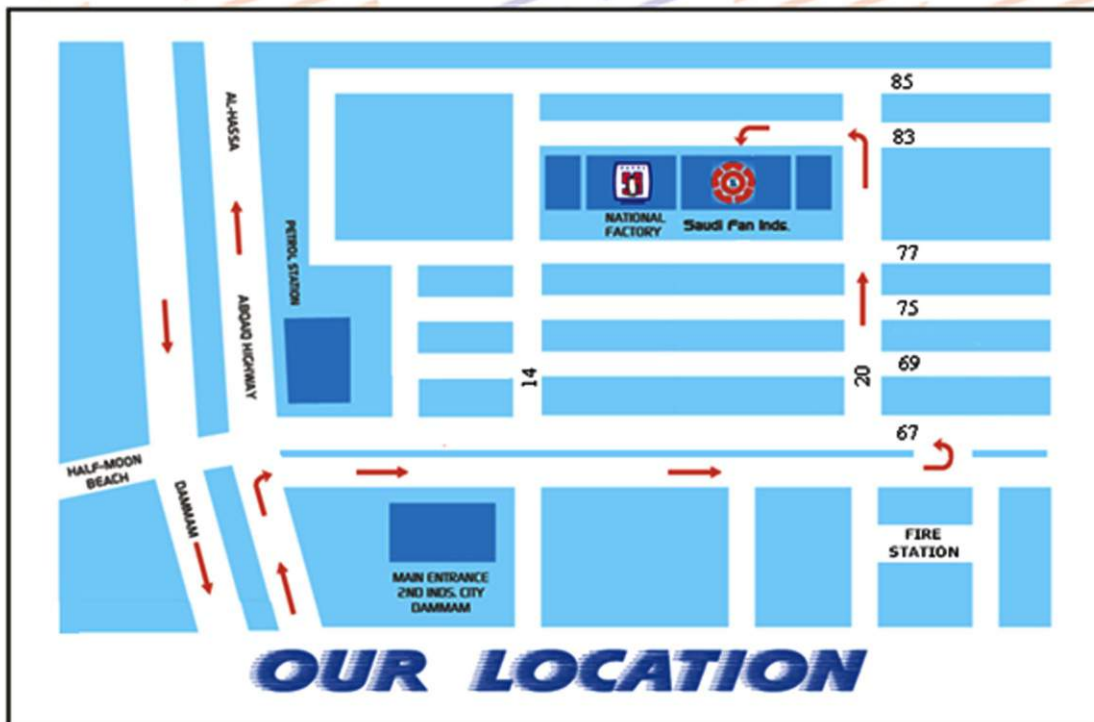 85
AL-HASSA
83
NATIONAL
FACTORY
Saudi Fan Inds.
PETROL STATION
77
ABQAIQ HIGHWAY
75
69
14
20
67
HALF-MOON
BEACH
DAMMAM
FIRE
STATION
MAIN ENTRANCE
2ND INDS. CITY
DAMMAM
OUR LOCATION